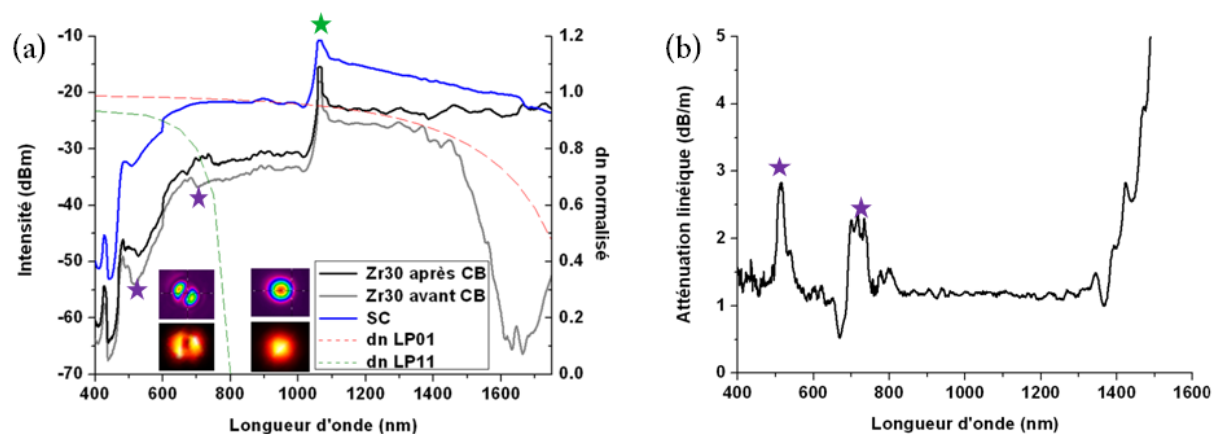 (a)
-10
-20
-30
-40
-50
-60
-70
Intensité (dBm)
400 600 800 1000 1200 1400 1600
Longueur d'onde (nm)
1.2
1.0
0.8
0.6
0.4
0.2
0.0
dn normalisé
Zr30 après CB
Zr30 avant CB
SC
dn LP01
dn LP11
(b)
5
4
3
2
1
0
Atténuation linéique (dB/m)
400 600 800 1000 1200 1400 1600
Longueur d'onde (nm)